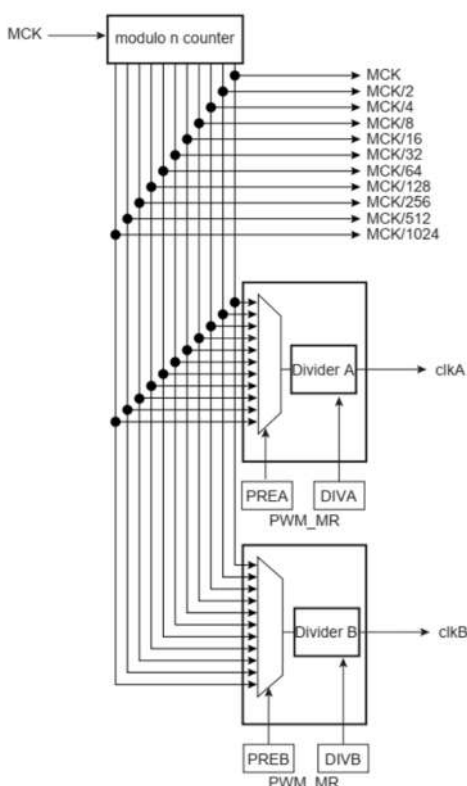 MCK
modulo n counter
MCK
MCK/2
MCK/4
MCK/8
MCK/16
MCK/32
MCK/64
MCK/128
MCK/256
MCK/512
MCK/1024
Divider A
clkA
PREA
DIVA
PWM_MR
Divider B
clkB
PREB
DIVB
PWM_MR